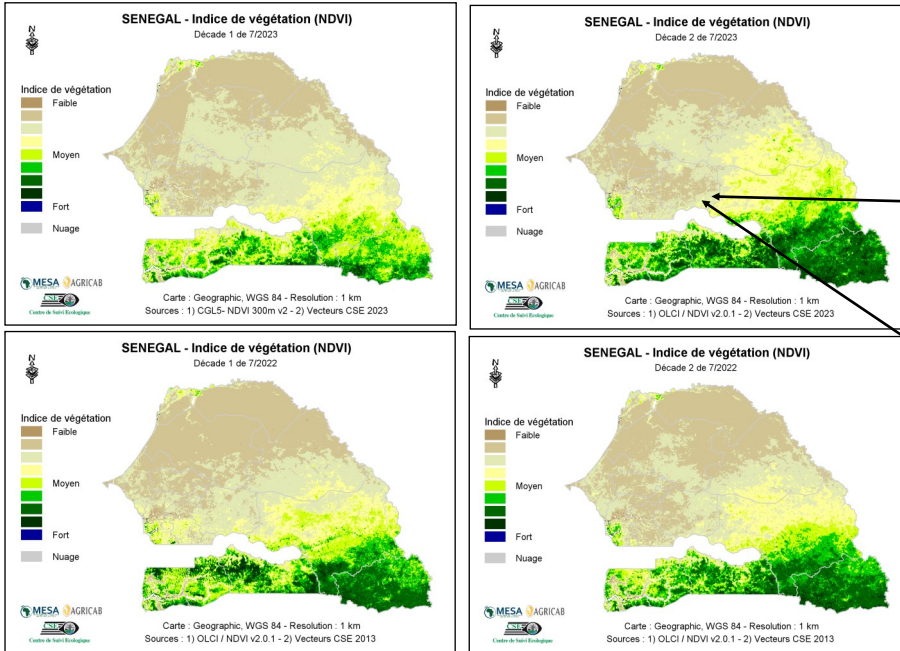 SENEGAL - Indice de végétation (NDVI)
Décade 1 de 7/2023
N
Indice de végétation
Faible
Moyen
Fort
Nuage
MESA AGRICAB
CSE
Centre de Suivi Ecologique
Carte : Geographic, WGS 84 - Resolution : 1 km
Sources : 1) CGL5- NDVI 300m v2 - 2) Vecteurs CSE 2023
SENEGAL - Indice de végétation (NDVI)
Décade 2 de 7/2023
N
Indice de végétation
Faible
Moyen
Fort
Nuage
MESA AGRICAB
CSE
Centre de Suivi Ecologique
Carte : Geographic, WGS 84 - Resolution : 1 km
Sources : 1) OLCI / NDVI v2.0.1 - 2) Vecteurs CSE 2023
SENEGAL - Indice de végétation (NDVI)
Décade 1 de 7/2022
N
Indice de végétation
Faible
Moyen
Fort
Nuage
MESA AGRICAB
CSE
Centre de Suivi Ecologique
Carte : Geographic, WGS 84 - Resolution : 1 km
Sources : 1) OLCI / NDVI v2.0.1 - 2) Vecteurs CSE 2013
SENEGAL - Indice de végétation (NDVI)
Décade 2 de 7/2022
N
Indice de végétation
Faible
Moyen
Fort
Nuage
MESA AGRICAB
CSE
Centre de Suivi Ecologique
Carte : Geographic, WGS 84 - Resolution : 1 km
Sources : 1) OLCI / NDVI v2.0.1 - 2) Vecteurs CSE 2013